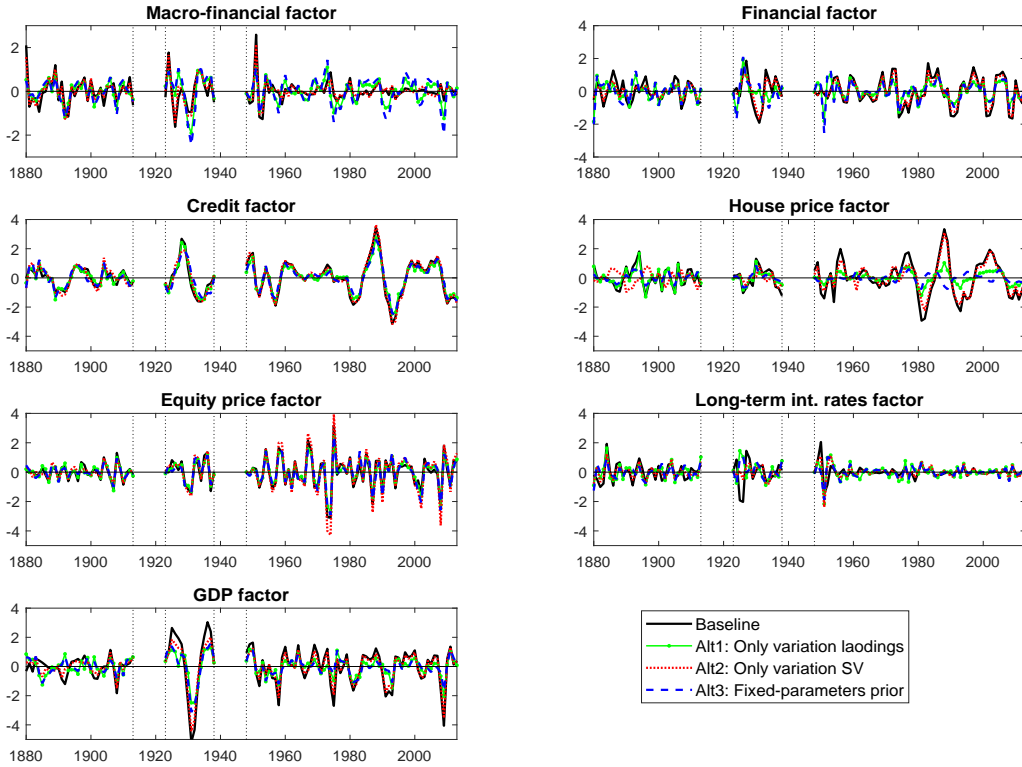 Macro-financial factor
2
0
-2
1880 1900 1920 1940 1960 1980 2000
Financial factor
4
2
0
-2
-4
1880 1900 1920 1940 1960 1980 2000
Credit factor
4
2
0
-2
-4
1880 1900 1920 1940 1960 1980 2000
House price factor
4
2
0
-2
-4
1880 1900 1920 1940 1960 1980 2000
Equity price factor
4
2
0
-2
-4
1880 1900 1920 1940 1960 1980 2000
Long-term int. rates factor
4
2
0
-2
-4
1880 1900 1920 1940 1960 1980 2000
GDP factor
4
2
0
-2
-4
1880 1900 1920 1940 1960 1980 2000
Baseline
Alt1: Only variation laodings
Alt2: Only variation SV
Alt3: Fixed-parameters prior